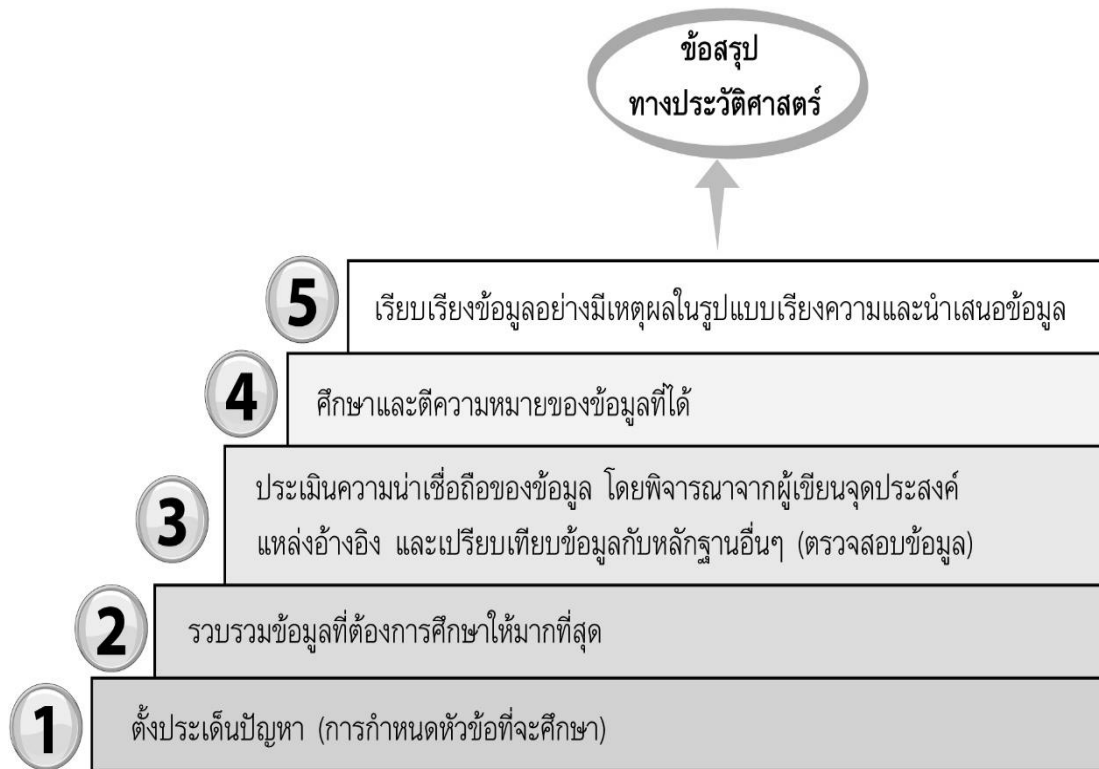 ข้อสรุป
ทางประวัติศาสตร์
5 เรียบเรียงข้อมูลอย่างมีเหตุผลในรูปแบบเรียงความและนำเสนอข้อมูล
4 ศึกษาและตีความหมายของข้อมูลที่ได้
3 ประเมินความน่าเชื่อถือของข้อมูล โดยพิจารณาจากผู้เขียนจุดประสงค์
แหล่งอ้างอิง และเปรียบเทียบข้อมูลกับหลักฐานอื่นๆ (ตรวจสอบข้อมูล)
2 รวบรวมข้อมูลที่ต้องการศึกษาให้มากที่สุด
1 ตั้งประเด็นปัญหา (การกำหนดหัวข้อที่จะศึกษา)